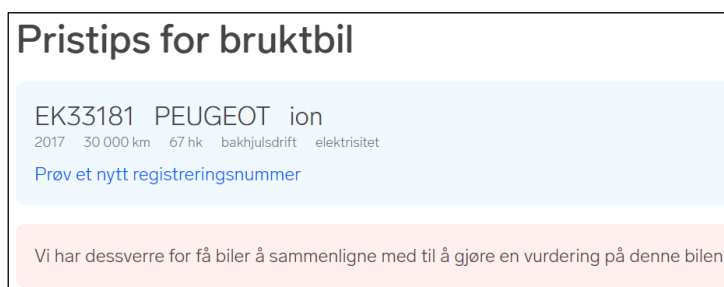 Pristips for bruktbil
EK33181 PEUGEOT ion
2017 30 000 km 67 hk bakhjulsdrift elektrisitet
Prøv et nytt registreringsnummer
Vi har dessverre for få biler å sammenligne med til å gjøre en vurdering på denne bilen